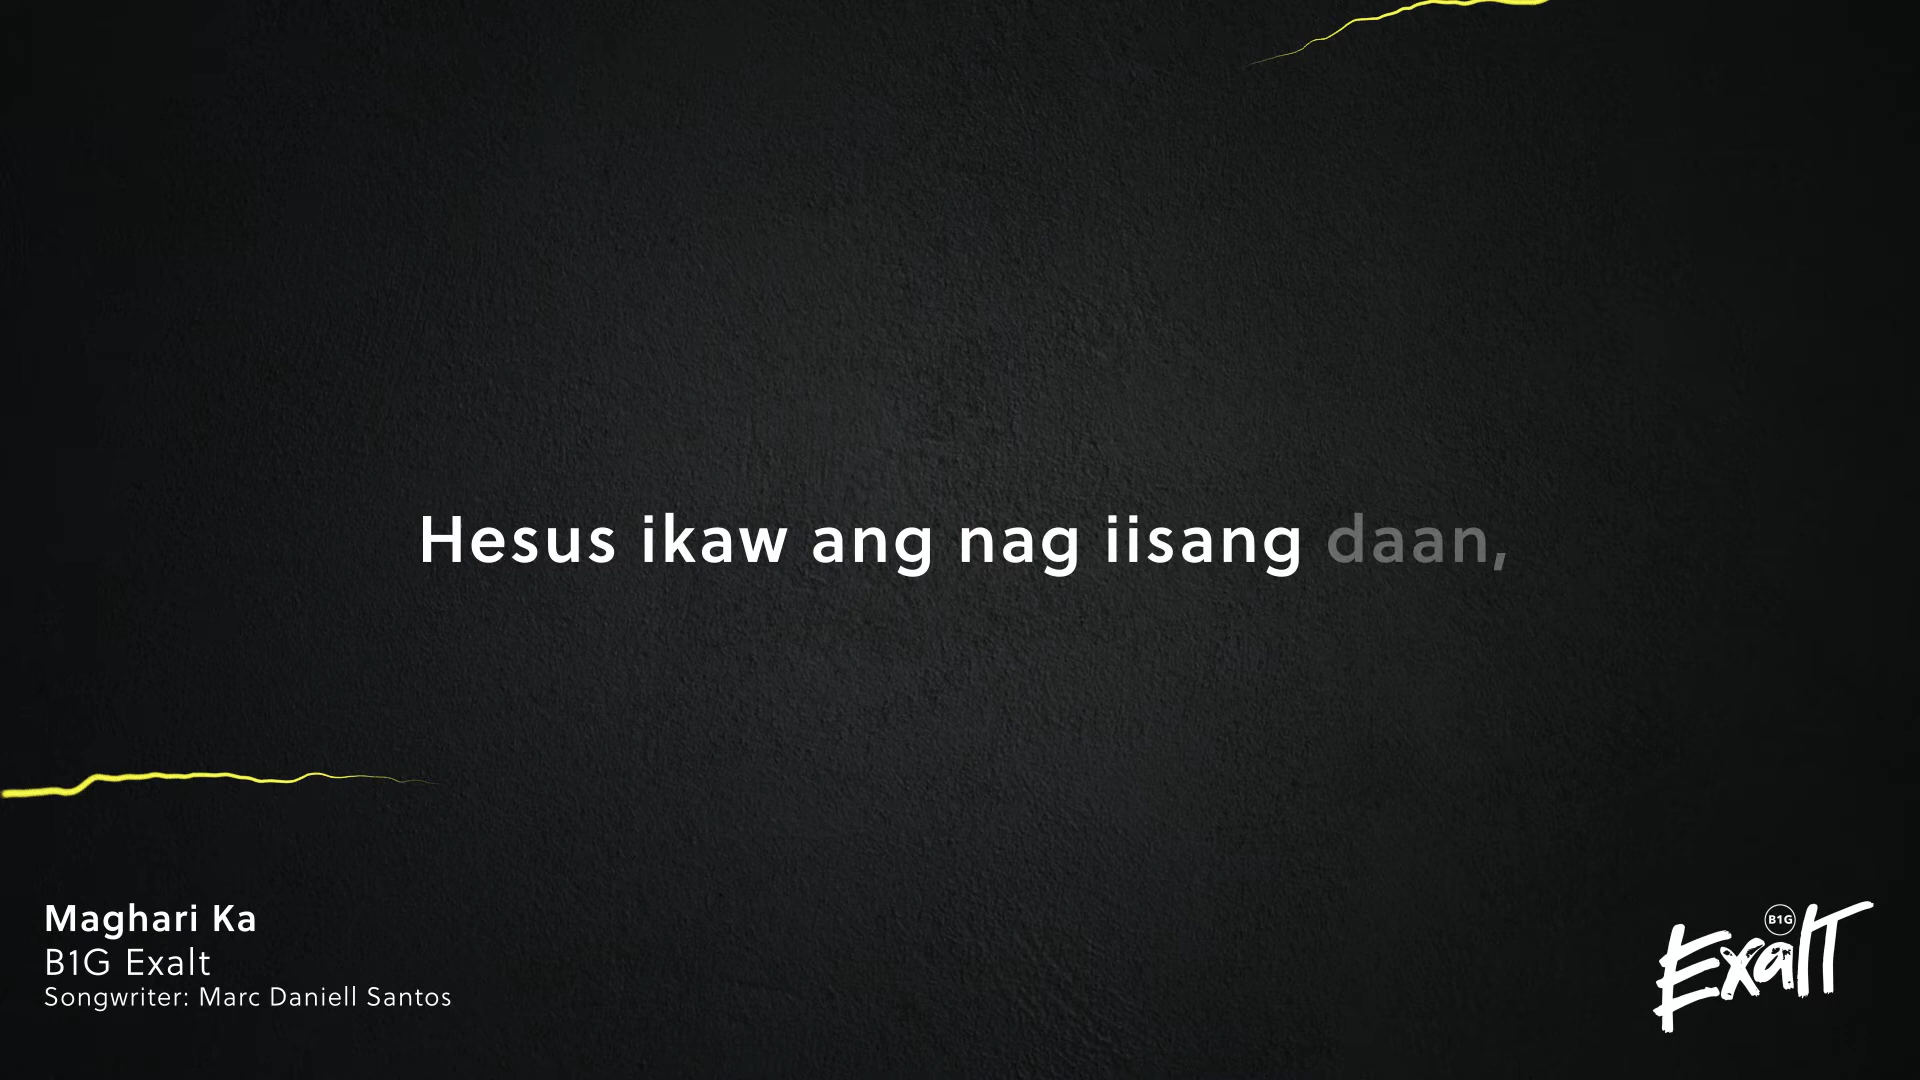 Hesus ikaw ang nag iisang daan,
Maghari Ka
B1G Exalt
Songwriter: Marc Daniell Santos
B1G
Exalt